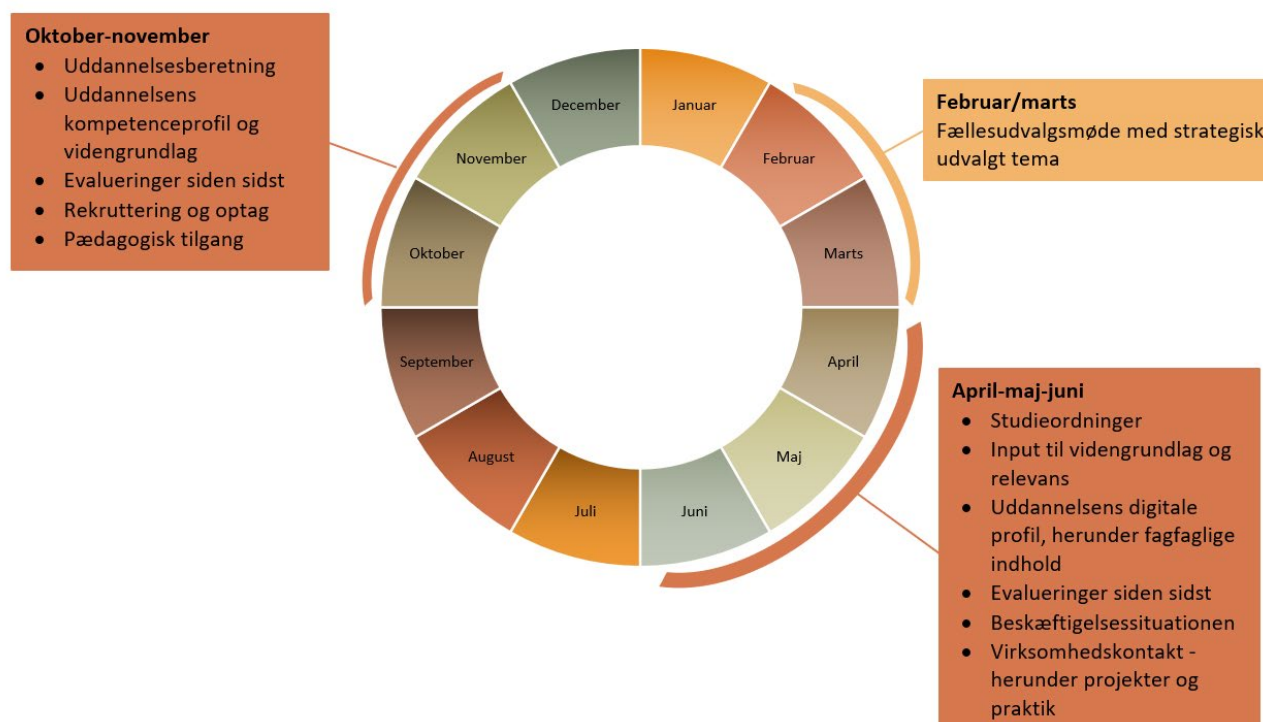 Oktober-november
• Uddannelsesberetning
• Uddannelsens
kompetenceprofil og
videngrundlag
• Evalueringer siden sidst
• Rekruttering og optag
• Pædagogisk tilgang
Januar
Februar
Marts
April
Maj
Juni
Juli
August
September
Oktober
November
December
Februar/marts
Fællesudvalgsmøde med strategisk
udvalgt tema
April-maj-juni
• Studieordninger
• Input til videngrundlag og
relevans
• Uddannelsens digitale
profil, herunder fagfaglige
indhold
• Evalueringer siden sidst
• Beskæftigelsessituationen
• Virksomhedskontakt -
herunder projekter og
praktik